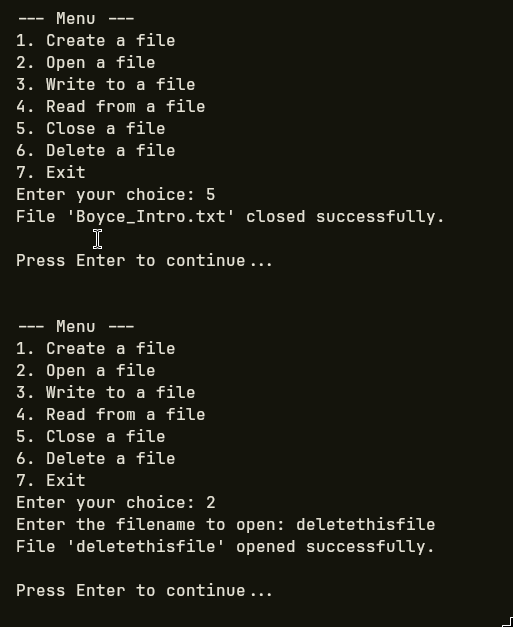 --- Menu ---
1. Create a file
2. Open a file
3. Write to a file
4. Read from a file
5. Close a file
6. Delete a file
7. Exit
Enter your choice: 5
File 'Boyce_Intro.txt' closed successfully.
Press Enter to continue...
--- Menu ---
1. Create a file
2. Open a file
3. Write to a file
4. Read from a file
5. Close a file
6. Delete a file
7. Exit
Enter your choice: 2
Enter the filename to open: deletethisfile
File 'deletethisfile' opened successfully.
Press Enter to continue...